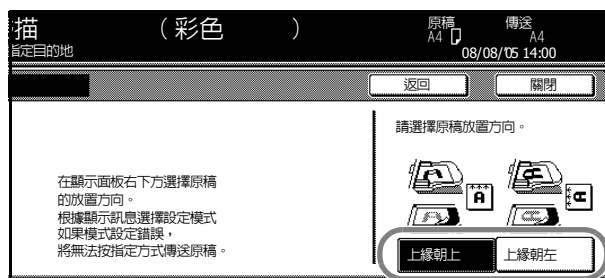 描 （彩色 ）
指定目的地
原稿 傳送
A4 A4
08/08/'05 14:00
返回 關閉
請選擇原稿放置方向。
在顯示面板右下方選擇原稿
的放置方向。
根據顯示訊息選擇設定模式
如果模式設定錯誤，
將無法按指定方式傳送原稿。
上緣朝上 上緣朝左